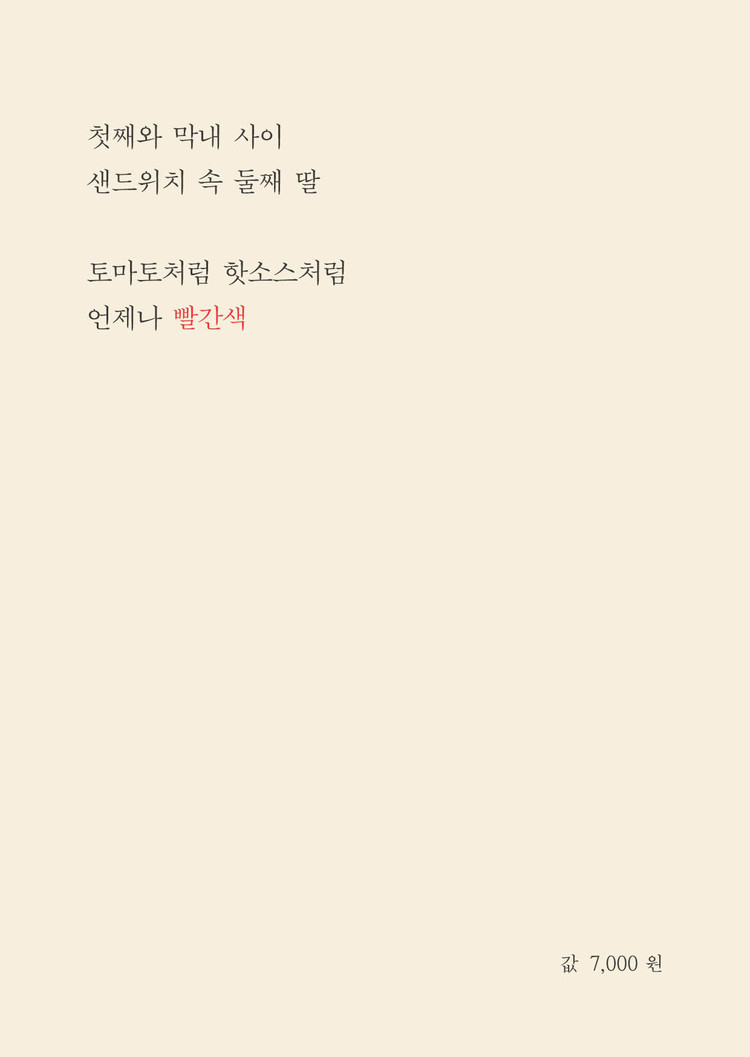 첫째와 막내 사이
샌드위치 속 둘째 딸
토마토처럼 핫소스처럼
언제나 빨간색
값 7,000 원